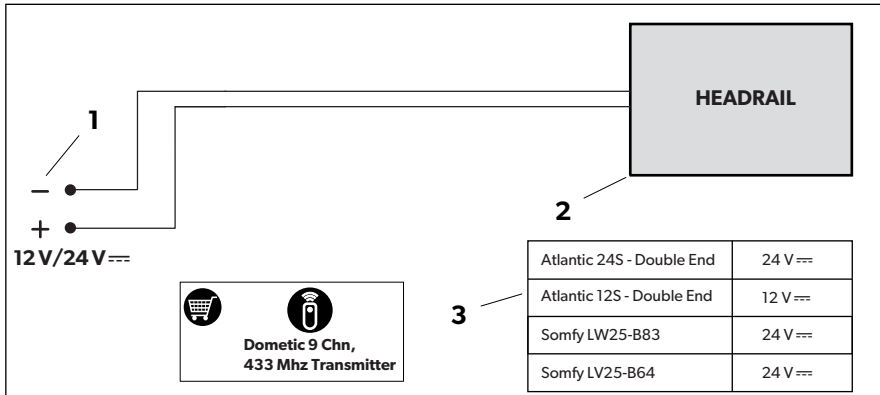 HEADRAIL
1
−
+
12 V/24 V ⎓
2
3
Atlantic 24S - Double End 24 V ⎓
Atlantic 12S - Double End 12 V ⎓
Somfy LW25-B83 24 V ⎓
Somfy LV25-B64 24 V ⎓
Dometic 9 Chn,
433 Mhz Transmitter